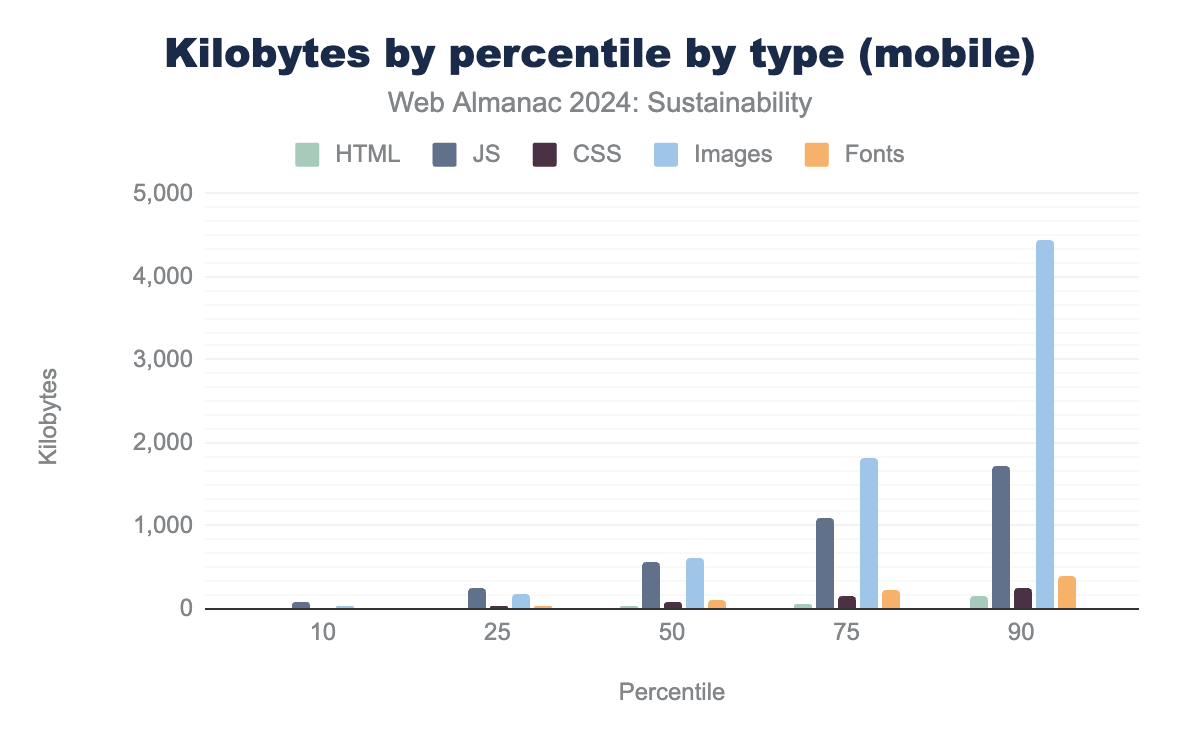 Kilobytes by percentile by type (mobile)
Web Almanac 2024: Sustainability
HTML JS CSS Images Fonts
5,000
4,000
3,000
2,000
1,000
0
Kilobytes
10 25 50 75 90
Percentile